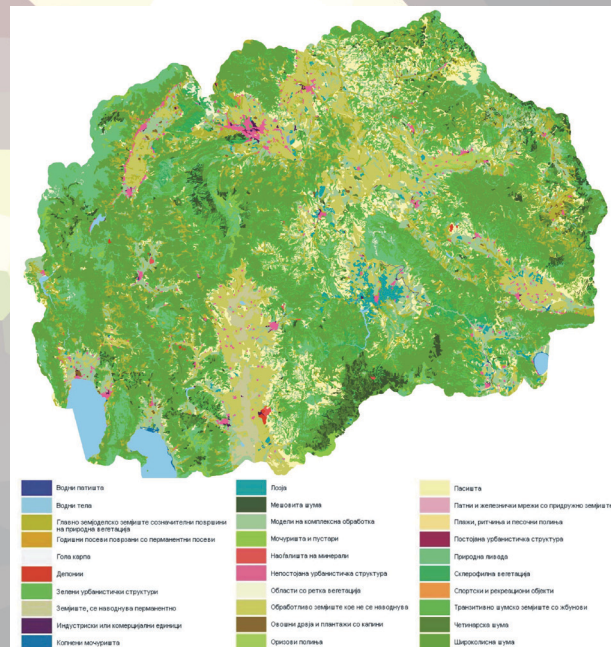 Водни патишта
Водни тела
Главно земјоделско земјиште сознчителни површини
на природна вегетација
Годишни посеви поврзани со перманентни посеви
Гола карпа
Депонии
Зелени урбанистички структури
Земјиште, се наводнува перманентно
Индустриски или комерцијални единици
Копнени мочуришта
Лозја
Мешовита шума
Модели на комплексна обработка
Мочуришта и пустари
Наоѓалишта на минерали
Непостојана урбанистичка структура
Области со ретка вегетација
Обработливо земјиште кое не се наводнува
Овошни дрвја и плантажи со капини
Оризови полиња
Пасишта
Патни и железнички мрежи со придружно земјиште
Плажи, ритчиња и песочни полиња
Постојана урбанистичка структура
Природна ливада
Склерофилна вегетација
Спортски и рекреациони објекти
Транзитивно шумско земјиште со жбунови
Четинарска шума
Широколисна шума